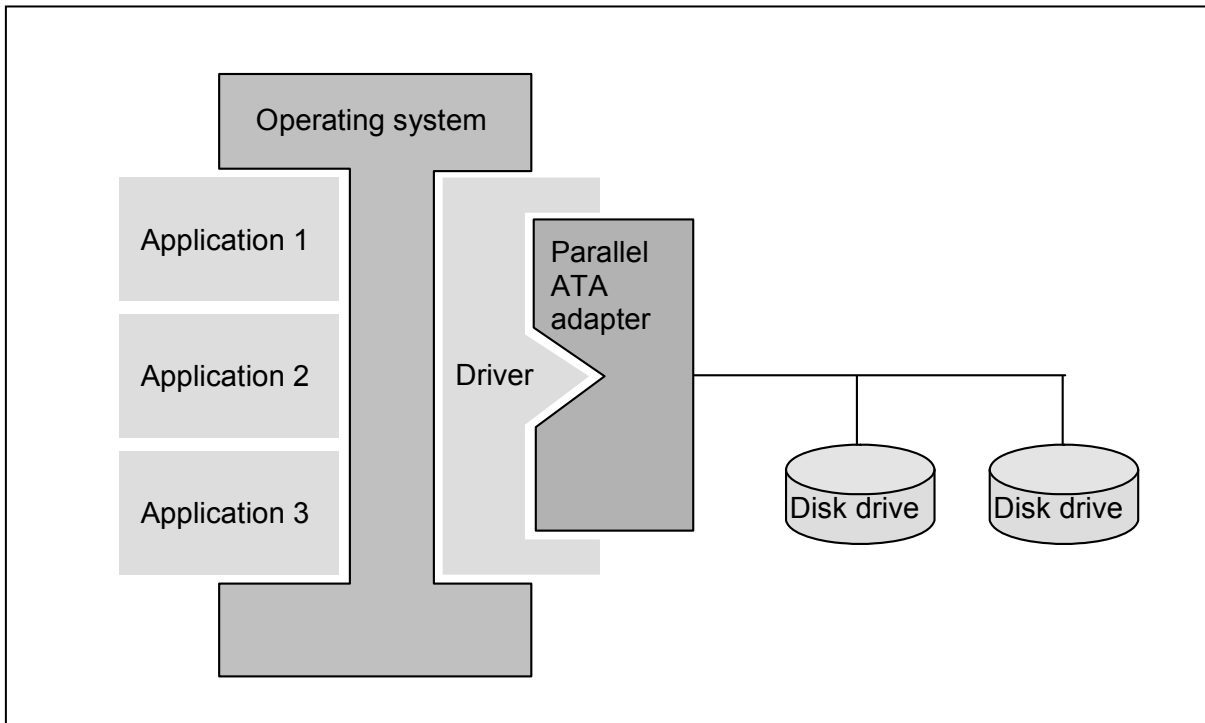 Operating system
Application 1
Application 2
Application 3
Driver
Parallel
ATA
adapter
Disk drive
Disk drive